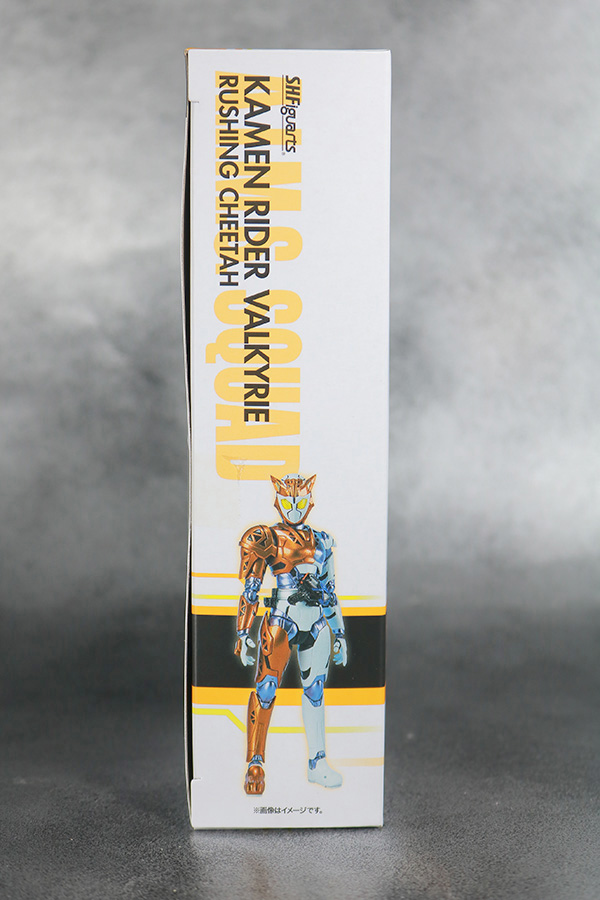 S.H.Figuarts
KAMEN RIDER VALKYRIE
RUSHING CHEETAH
A.I.M.S. SQUAD
※画像はイメージです。